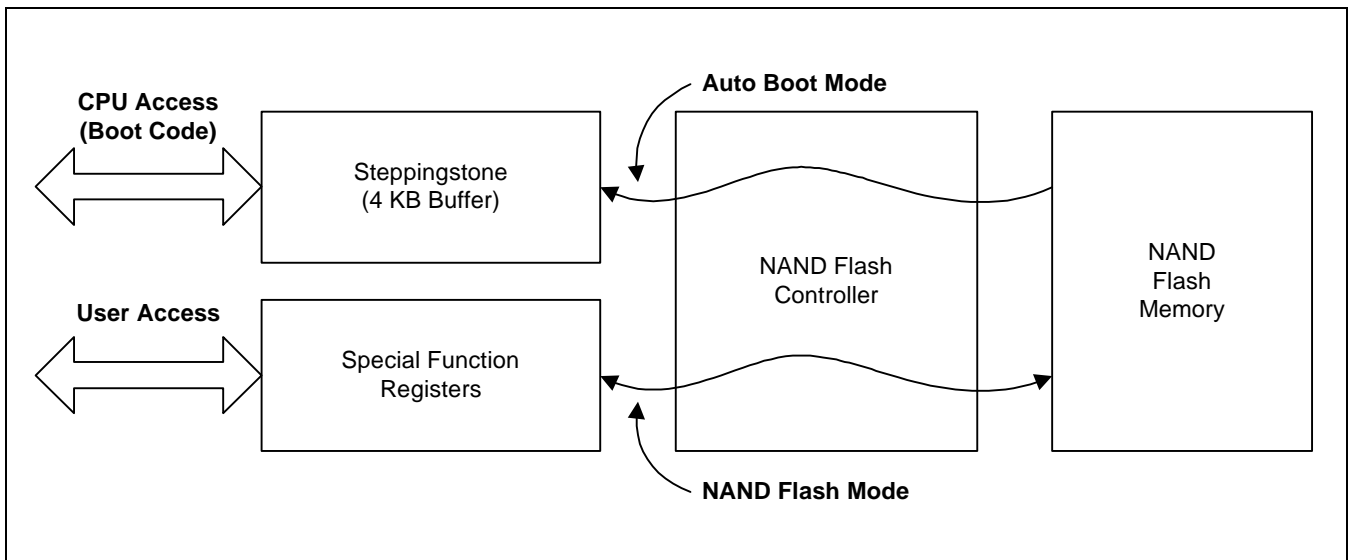 Auto Boot Mode
CPU Access
(Boot Code)
Steppingstone
(4 KB Buffer)
NAND Flash
Controller
NAND
Flash
Memory
User Access
Special Function
Registers
NAND Flash Mode